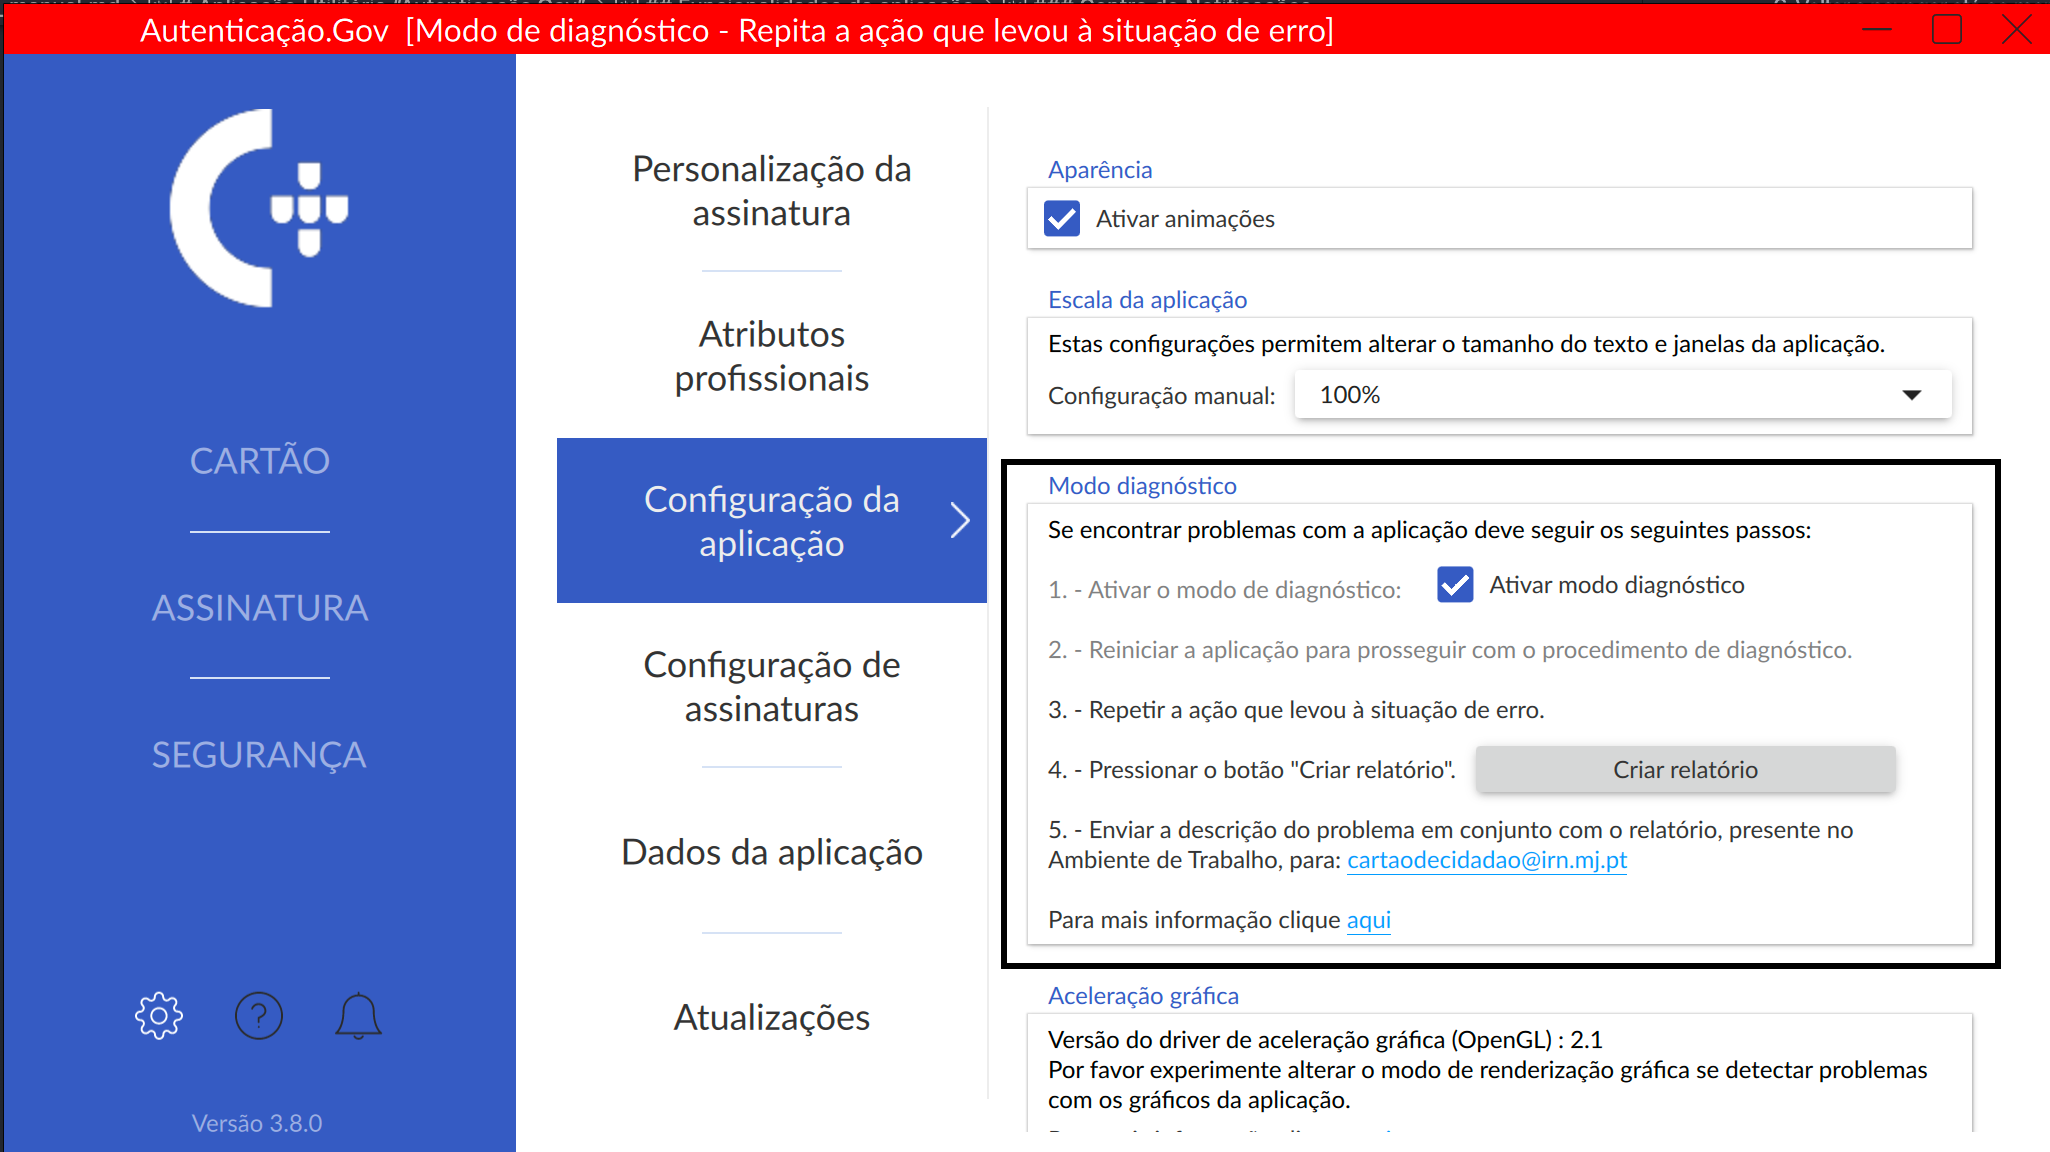 Autenticação.Gov [Modo de diagnóstico - Repita a ação que levou à situação de erro]
CARTÃO
ASSINATURA
SEGURANÇA
Versão 3.8.0
Personalização da
assinatura
Atributos
profissionais
Configuração da
aplicação
Configuração de
assinaturas
Dados da aplicação
Atualizações
Aparência
Ativar animações
Escala da aplicação
Estas configurações permitem alterar o tamanho do texto e janelas da aplicação.
Configuração manual: 100%
Modo diagnóstico
Se encontrar problemas com a aplicação deve seguir os seguintes passos:
1. - Ativar o modo de diagnóstico: Ativar modo diagnóstico
2. - Reiniciar a aplicação para prosseguir com o procedimento de diagnóstico.
3. - Repetir a ação que levou à situação de erro.
4. - Pressionar o botão "Criar relatório". Criar relatório
5. - Enviar a descrição do problema em conjunto com o relatório, presente no
Ambiente de Trabalho, para: cartaodecidadao@irn.mj.pt
Para mais informação clique aqui
Aceleração gráfica
Versão do driver de aceleração gráfica (OpenGL) : 2.1
Por favor experimente alterar o modo de renderização gráfica se detectar problemas
com os gráficos da aplicação.